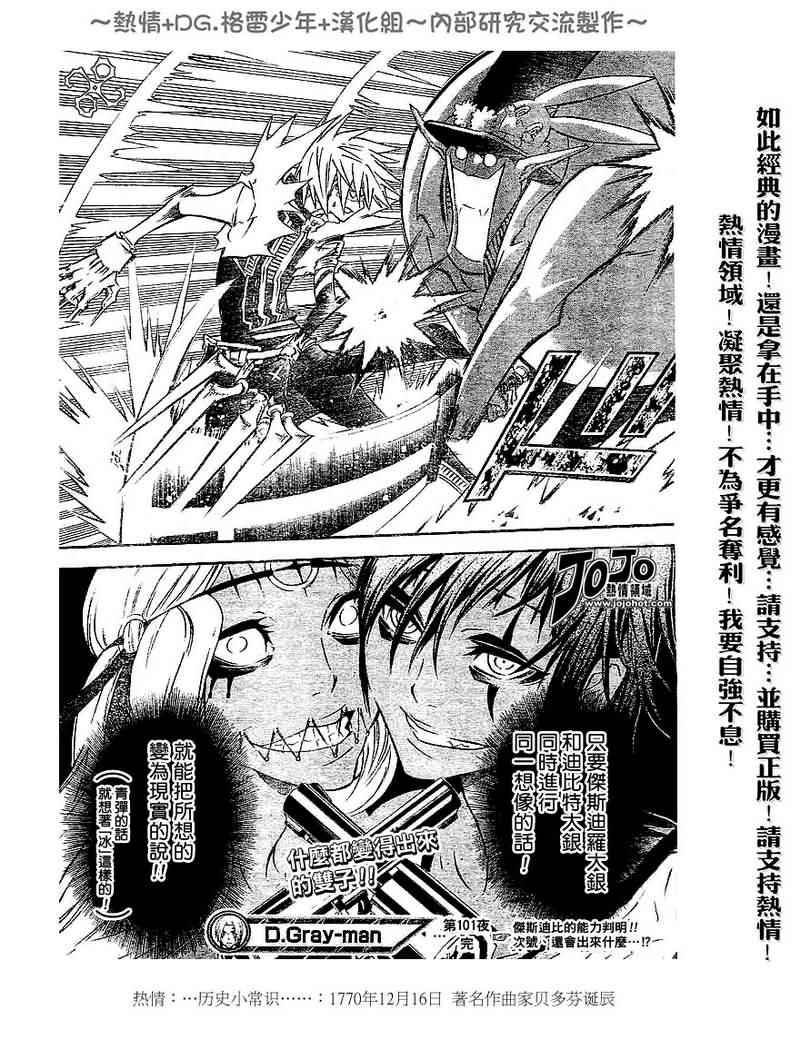 ～熱情+DG.格雷少年+漢化組～內部研究交流製作～
如此經典的漫畫！還是拿在手中…才更有感覺…請支持…並購買正版！請支持熱情！
熱情領域！凝聚熱情！不為爭名奪利！我要自強不息！
JOJO
熱情領域
www.jojohot.com
只要傑斯迪羅大銀
和迪比特大銀
同時進行
同一想像的話！
就能把所想的
變為現實的說!!
（青彈的話
就想著「冰」這樣的！）
什麼都變得出來
的雙子!!
D.Gray-man
第101夜
…完
傑斯迪比的能力判明!!
次號、還會出來什麼…!?
熱情：…历史小常识……：1770年12月16日 著名作曲家贝多芬诞辰